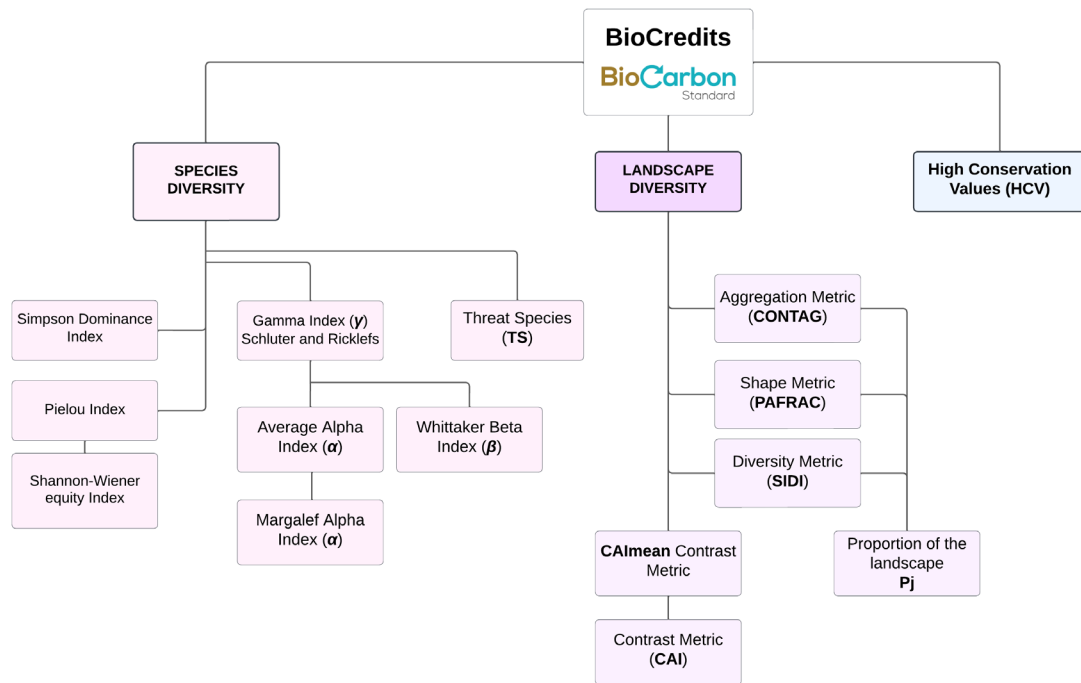 BioCredits
BioCarbon
Standard
SPECIES
DIVERSITY
LANDSCAPE
DIVERSITY
High Conservation
Values (HCV)
Simpson Dominance
Index
Gamma Index (γ)
Schluter and Ricklefs
Threat Species
(TS)
Pielou Index
Average Alpha
Index (α)
Whittaker Beta
Index (β)
Shannon-Wiener
equity Index
Margalef Alpha
Index (α)
Aggregation Metric
(CONTAG)
Shape Metric
(PAFRAC)
Diversity Metric
(SIDI)
CAImean Contrast
Metric
Proportion of the
landscape
Pj
Contrast Metric
(CAI)